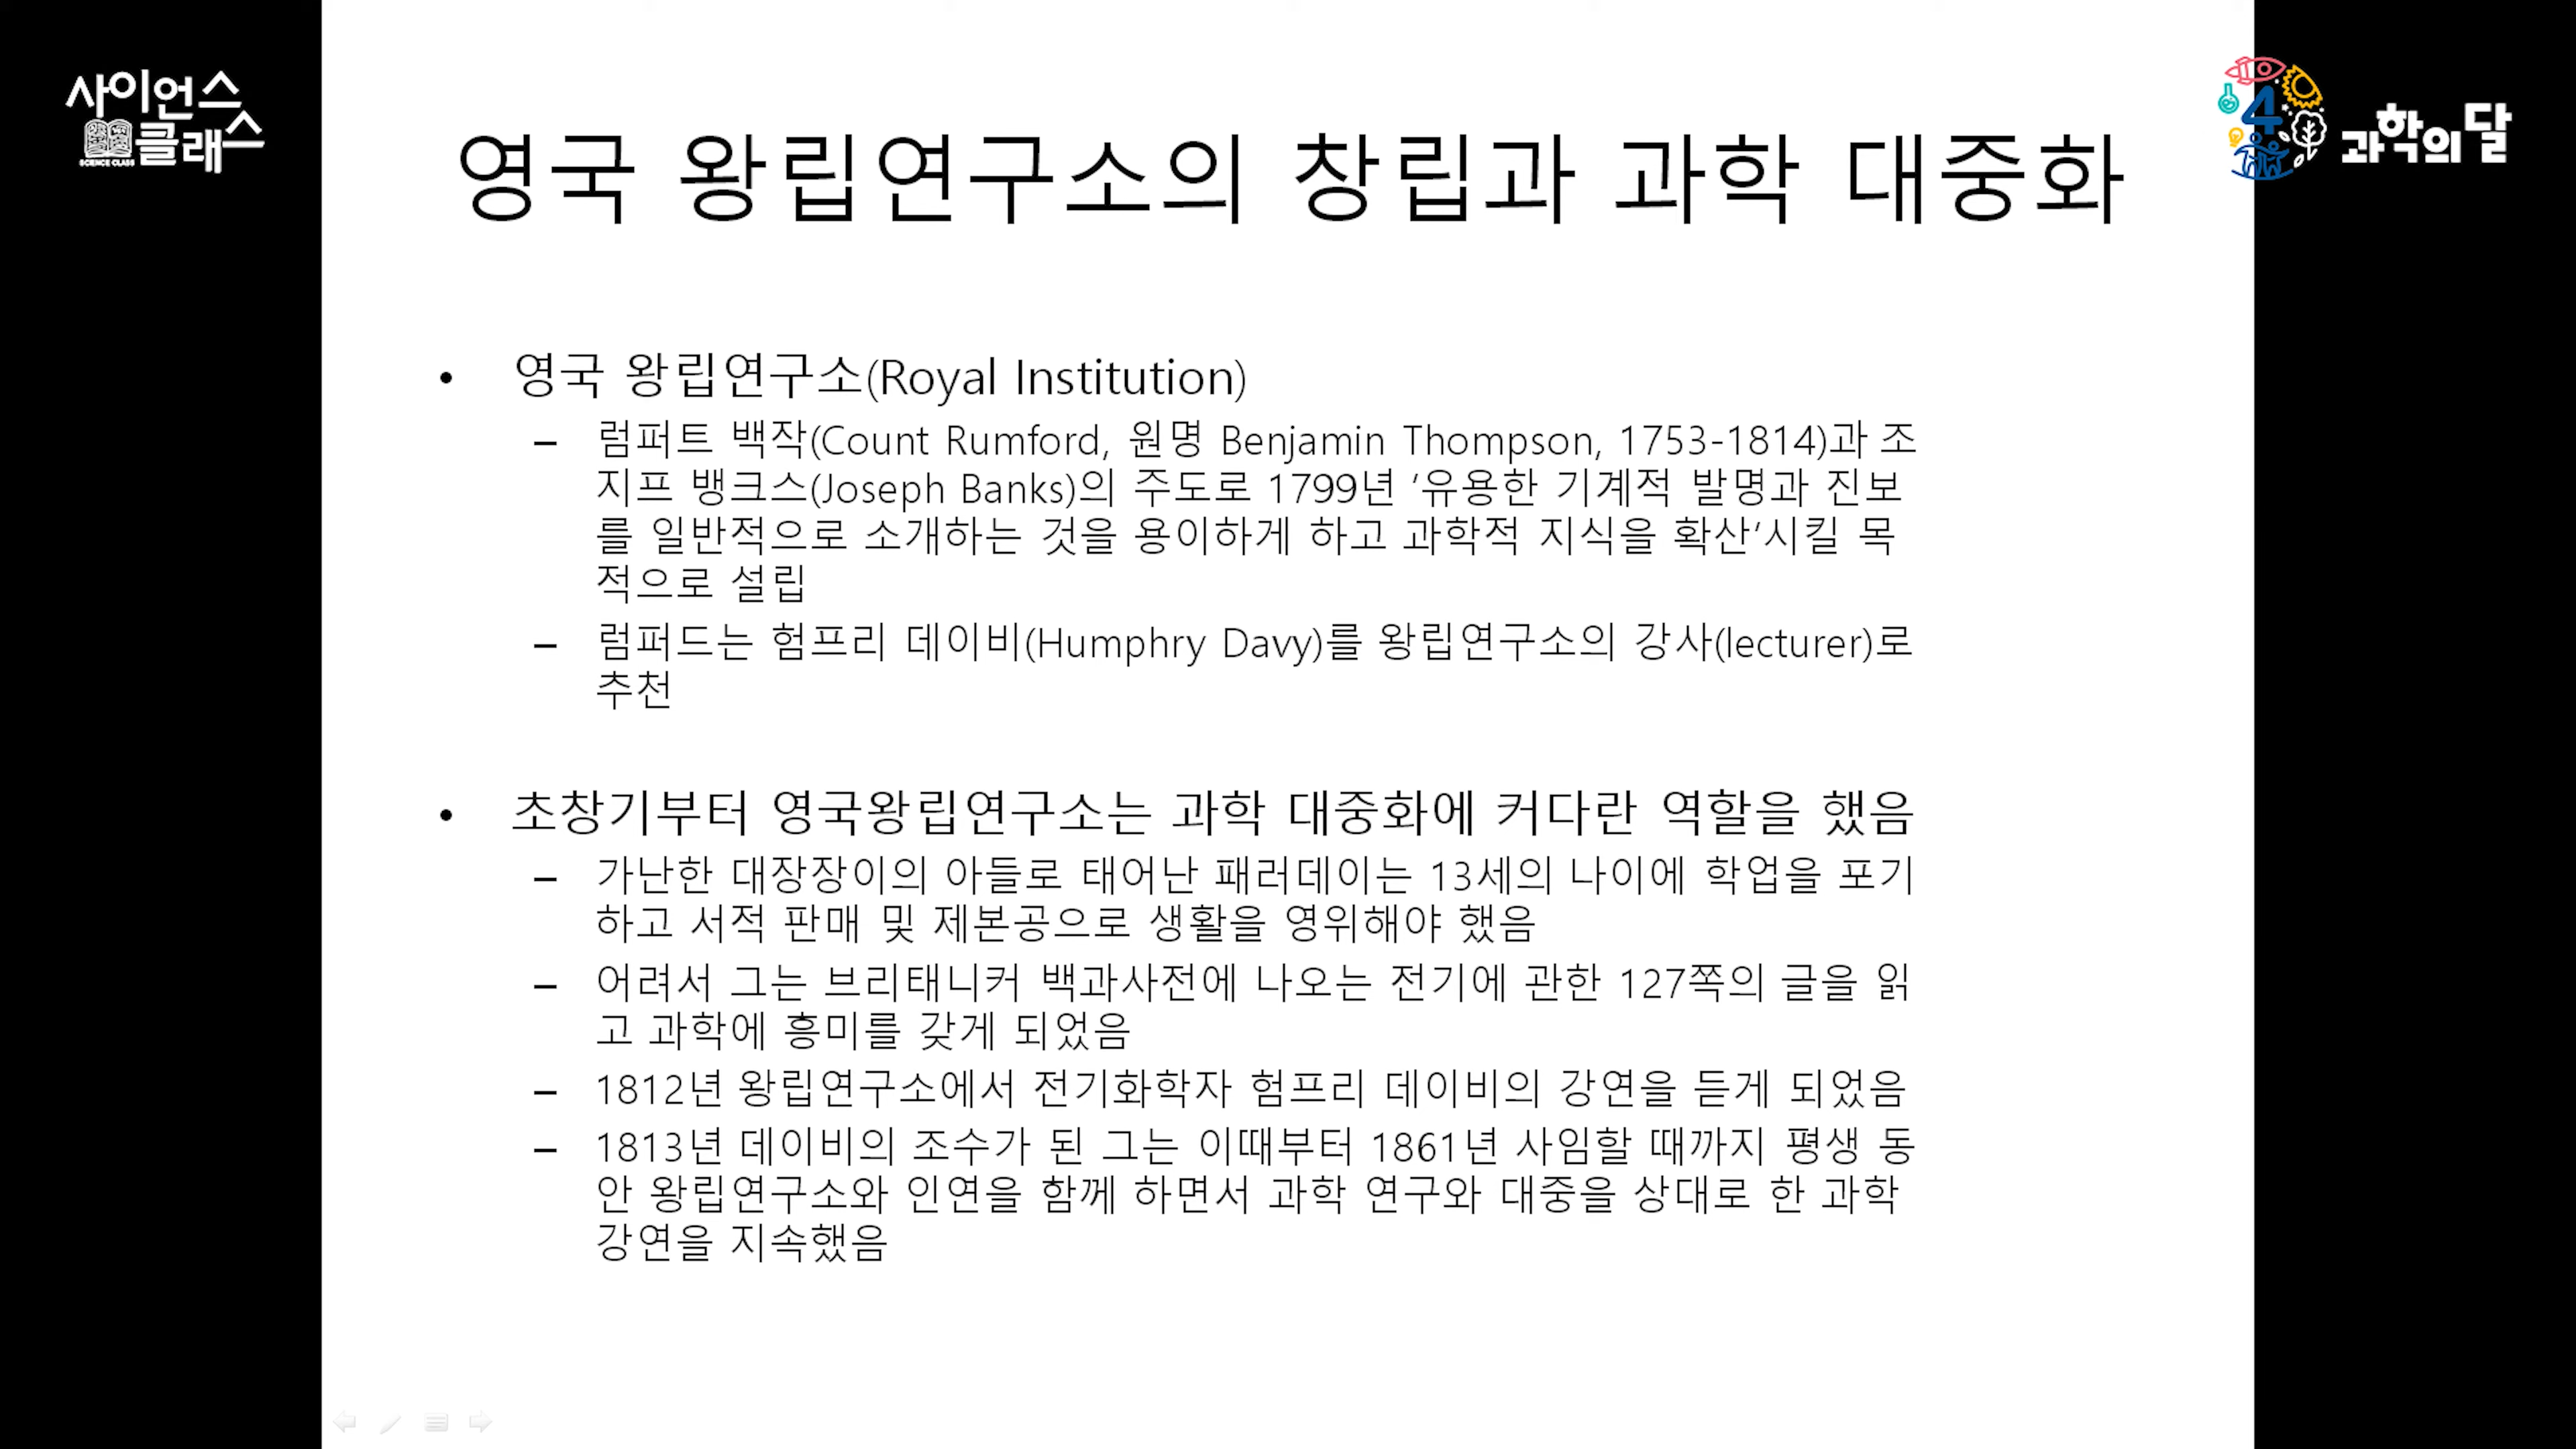 사이언스
클래스
SCIENCE CLASS
4
과학의 달
영국 왕립연구소의 창립과 과학 대중화
• 영국 왕립연구소(Royal Institution)
– 럼퍼트 백작(Count Rumford, 원명 Benjamin Thompson, 1753-1814)과 조
지프 뱅크스(Joseph Banks)의 주도로 1799년 ‘유용한 기계적 발명과 진보
를 일반적으로 소개하는 것을 용이하게 하고 과학적 지식을 확산’시킬 목
적으로 설립
– 럼퍼드는 험프리 데이비(Humphry Davy)를 왕립연구소의 강사(lecturer)로
추천
• 초창기부터 영국왕립연구소는 과학 대중화에 커다란 역할을 했음
– 가난한 대장장이의 아들로 태어난 패러데이는 13세의 나이에 학업을 포기
하고 서적 판매 및 제본공으로 생활을 영위해야 했음
– 어려서 그는 브리태니커 백과사전에 나오는 전기에 관한 127쪽의 글을 읽
고 과학에 흥미를 갖게 되었음
– 1812년 왕립연구소에서 전기화학자 험프리 데이비의 강연을 듣게 되었음
– 1813년 데이비의 조수가 된 그는 이때부터 1861년 사임할 때까지 평생 동
안 왕립연구소와 인연을 함께 하면서 과학 연구와 대중을 상대로 한 과학
강연을 지속했음